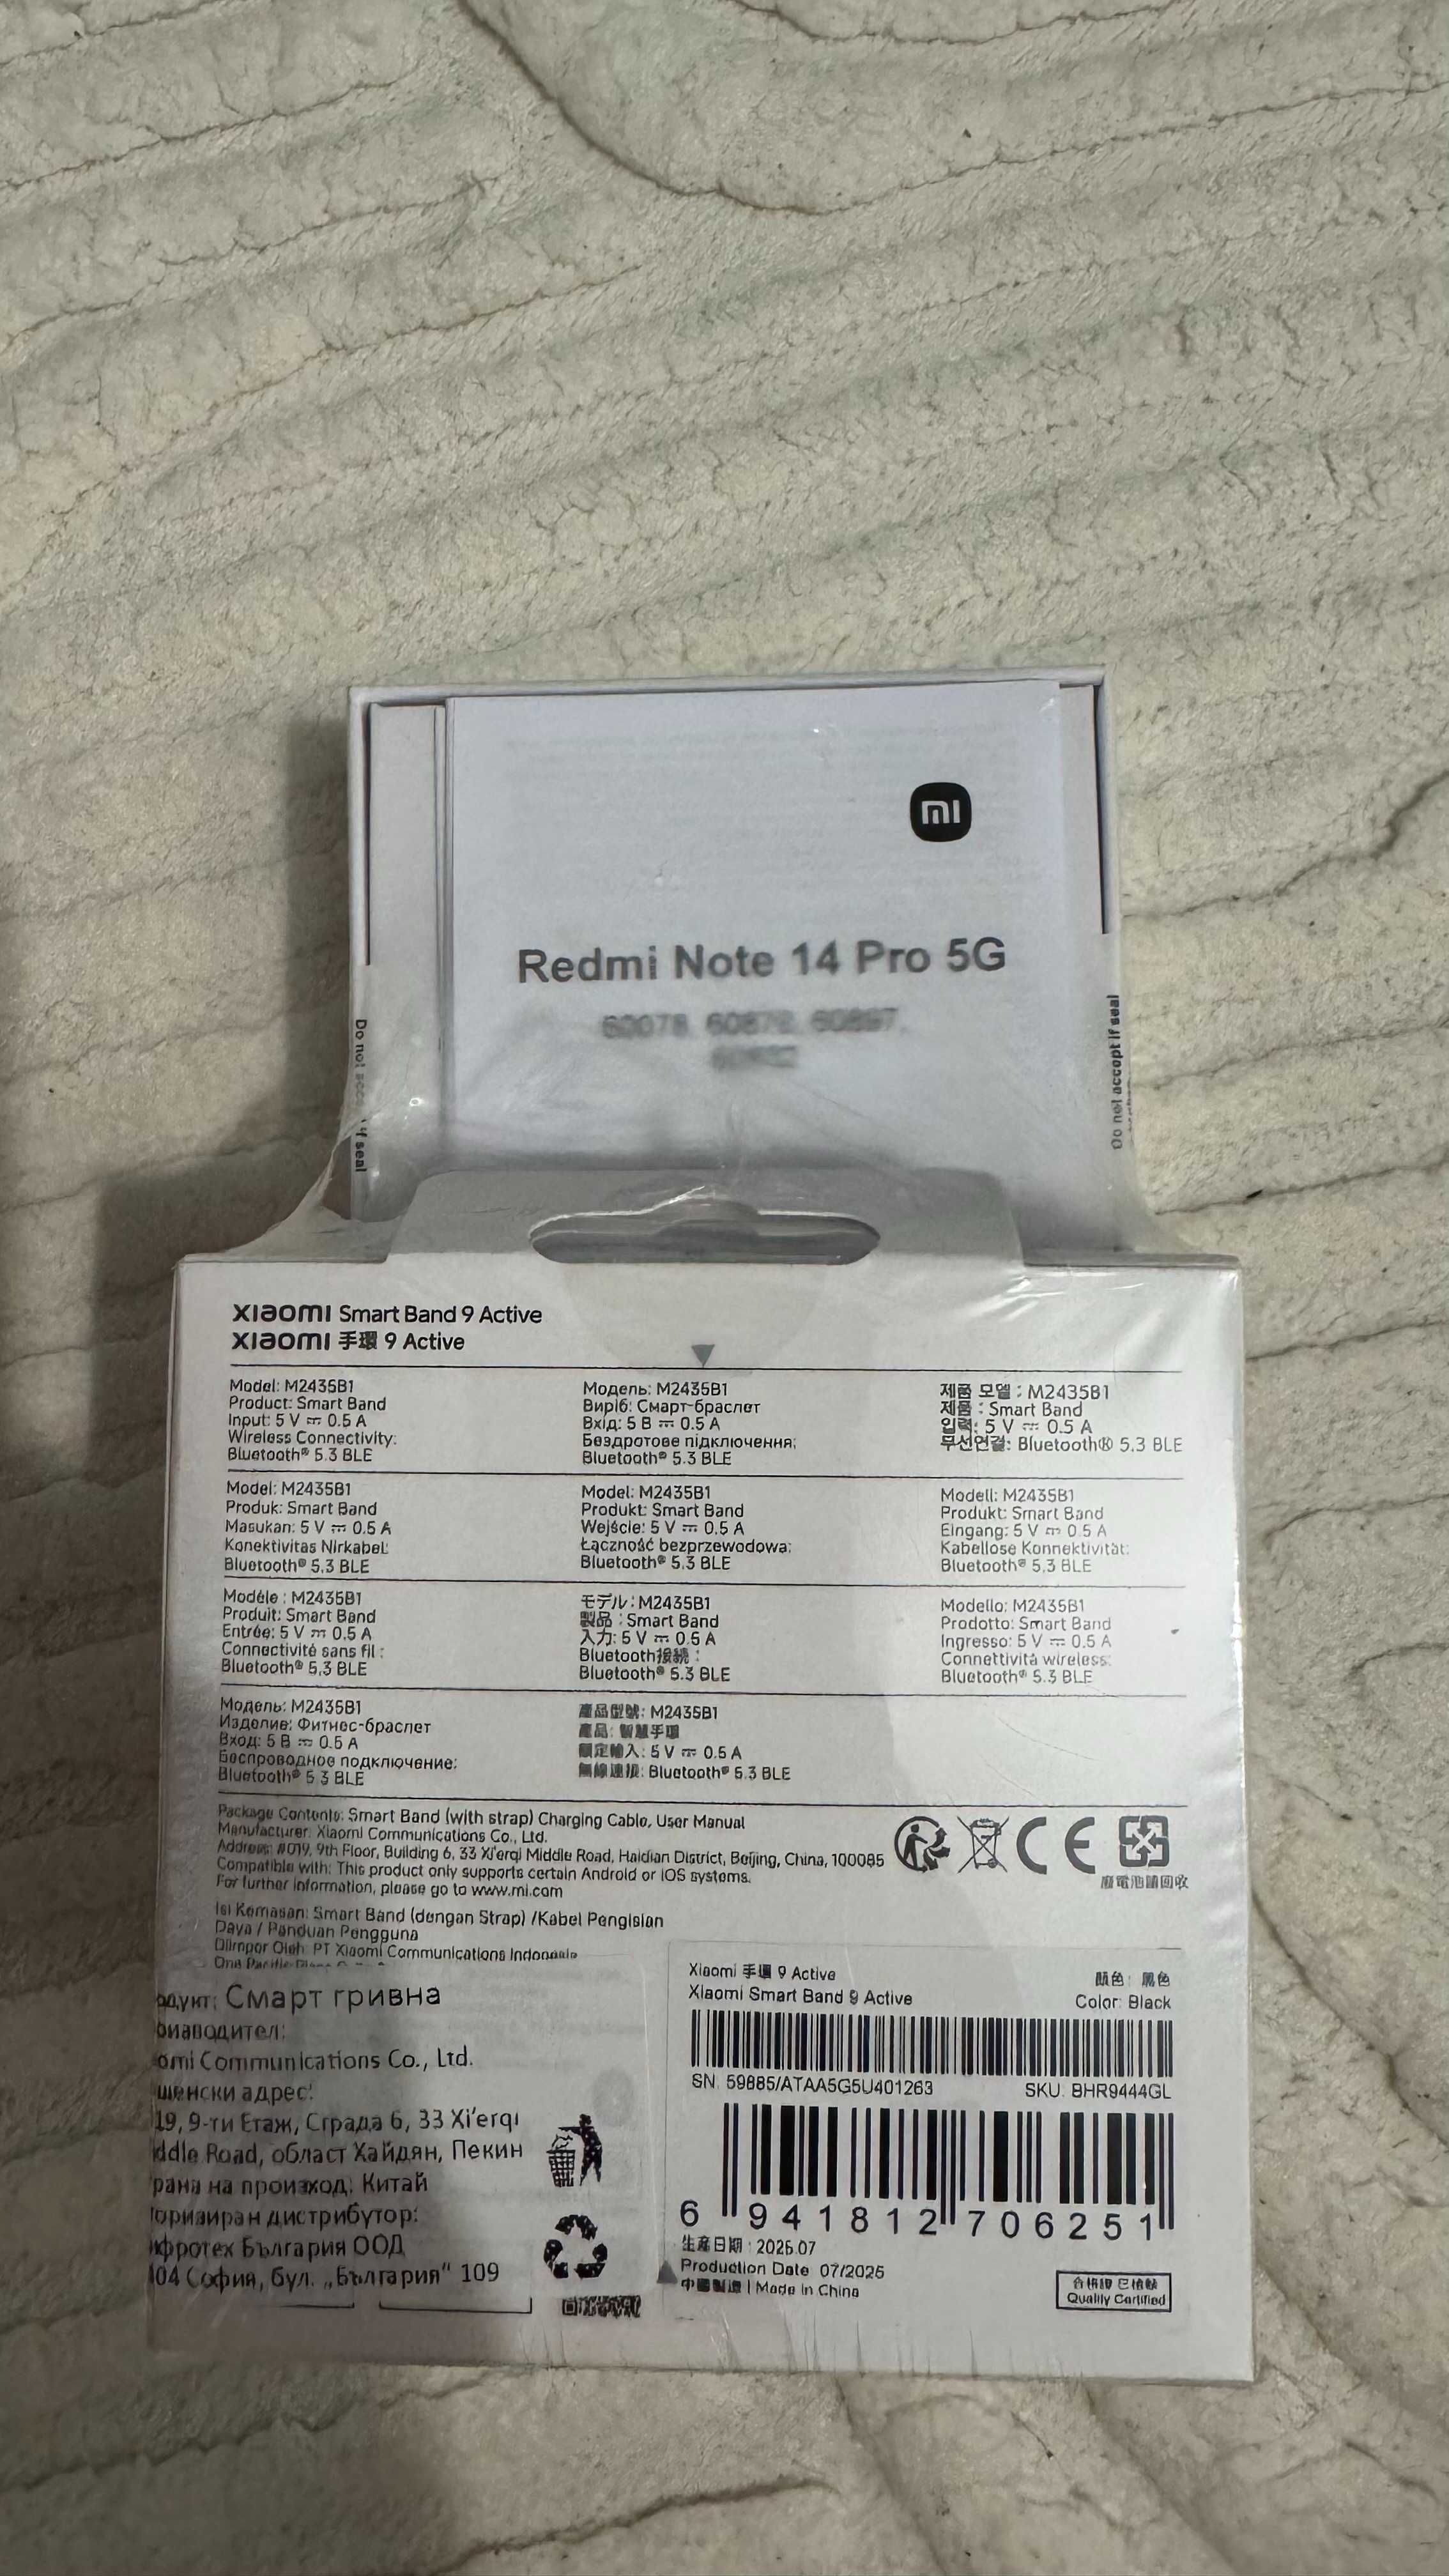 mi
Redmi Note 14 Pro 5G
Do not accept if seal
Do not if seal
xiaomi Smart Band 9 Active
xiaomi 手環 9 Active
Model: M2435B1
Product: Smart Band
Input: 5 V ⎓ 0.5 A
Wireless Connectivity:
Bluetooth® 5.3 BLE
Модель: M2435B1
Виріб: Смарт-браслет
Вхід: 5 В ⎓ 0.5 A
Бездротове підключення:
Bluetooth® 5.3 BLE
제품 모델 : M2435B1
제품 : Smart Band
입력: 5 V ⎓ 0.5 A
무선연결: Bluetooth® 5.3 BLE
Model: M2435B1
Produk: Smart Band
Masukan: 5 V ⎓ 0.5 A
Konektivitas Nirkabel:
Bluetooth® 5.3 BLE
Model: M2435B1
Produkt: Smart Band
Wejście: 5 V ⎓ 0.5 A
Łączność bezprzewodowa:
Bluetooth® 5.3 BLE
Modell: M2435B1
Produkt: Smart Band
Eingang: 5 V ⎓ 0.5 A
Kabellose Konnektivität:
Bluetooth® 5.3 BLE
Modèle : M2435B1
Produit: Smart Band
Entrée: 5 V ⎓ 0.5 A
Connectivité sans fil :
Bluetooth® 5.3 BLE
モデル：M2435B1
製品：Smart Band
入力: 5 V ⎓ 0.5 A
Bluetooth接続：
Bluetooth® 5.3 BLE
Modello: M2435B1
Prodotto: Smart Band
Ingresso: 5 V ⎓ 0.5 A
Connettività wireless:
Bluetooth® 5.3 BLE
Модель: M2435B1
Изделие: Фитнес-браслет
Вход: 5 В ⎓ 0.5 A
Беспроводное подключение:
Bluetooth® 5.3 BLE
產品型號: M2435B1
產品: 智慧手環
額定輸入: 5 V ⎓ 0.5 A
無線連接: Bluetooth® 5.3 BLE
Package Contents: Smart Band (with strap) Charging Cable, User Manual
Manufacturer: Xiaomi Communications Co., Ltd.
Address: #019, 9th Floor, Building 6, 33 Xi'erqi Middle Road, Haidian District, Beijing, China, 100085
Compatible with: This product only supports certain Android or iOS systems.
For further information, please go to www.mi.com
CE
廢電池請回收
Isi Kemasan: Smart Band (dengan Strap) /Kabel Pengisian
Daya / Panduan Pengguna
Diimpor Oleh: PT Xiaomi Communications Indonesia
One Pacific
одукт: Смарт гривна
оизводител:
omi Communications Co., Ltd.
щенски адрес:
19, 9-ти Етаж, Сграда 6, 33 Xi'erqi
ddle Road, област Хайдян, Пекин
рана на произход: Китай
оризиран дистрибутор:
фротех България ООД
04 София, бул. „България" 109
Xiaomi 手環 9 Active
Xiaomi Smart Band 9 Active
顏色: 黑色
Color: Black
SN: 59885/ATAA5G5U401263
SKU: BHR9444GL
6 941812 706251
生産日期 : 2025.07
Production Date 07/2025
中國製造 | Made in China
合格證 已檢驗
Quality Certified